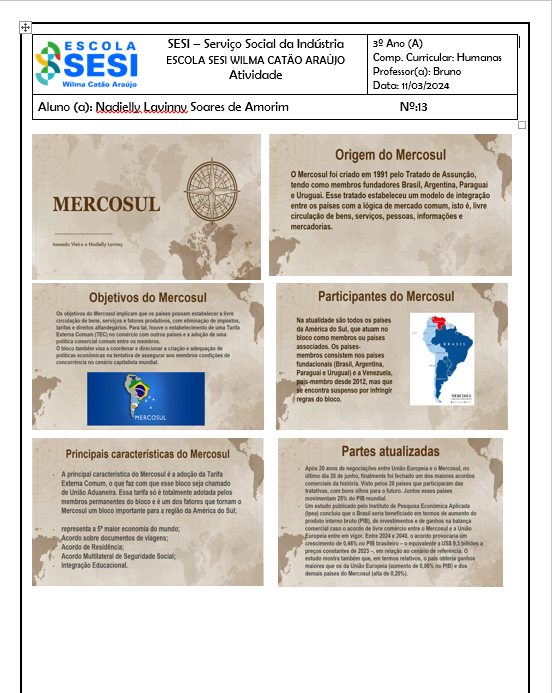 ESCOLA
SESI
Wilma Catão Araújo
SESI – Serviço Social da Indústria
ESCOLA SESI WILMA CATÃO ARAÚJO
Atividade
3º Ano (A)
Comp. Curricular: Humanas
Professor(a): Bruno
Data: 11/03/2024
Aluno (a): Nadielly Lavinny Soares de Amorim
Nº:13
MERCOSUL
Amanda Vieira e Nadielly Laviny
Origem do Mercosul
O Mercosul foi criado em 1991 pelo Tratado de Assunção,
tendo como membros fundadores Brasil, Argentina, Paraguai
e Uruguai. Esse tratado estabeleceu um modelo de integração
entre os países com a lógica de mercado comum, isto é, livre
circulação de bens, serviços, pessoas, informações e
mercadorias.
Objetivos do Mercosul
Os objetivos do Mercosul implicam que os países possam estabelecer a livre
circulação de bens, serviços e fatores produtivos, com eliminação de impostos,
tarifas e direitos alfandegários. Para tal, houve o estabelecimento de uma Tarifa
Externa Comum (TEC) no comércio com outros países e a adoção de uma
política comercial comum entre os membros.
O bloco também visa a coordenar e direcionar a criação e adequação de
políticas econômicas na tentativa de assegurar aos membros condições de
concorrência no cenário capitalista mundial.
MERCOSUL
Participantes do Mercosul
Na atualidade são todos os países
da América do Sul, que atuam no
bloco como membros ou países
associados. Os países-
membros consistem nos países
fundacionais (Brasil, Argentina,
Paraguai e Uruguai) e a Venezuela,
país-membro desde 2012, mas que
se encontra suspenso por infringir
regras do bloco.
BRASIL
MERCOSUL
Principais características do Mercosul
A principal característica do Mercosul é a adoção da Tarifa
Externa Comum, o que faz com que esse bloco seja chamado
de União Aduaneira. Essa tarifa só é totalmente adotada pelos
membros permanentes do bloco e é um dos fatores que tornam o
Mercosul um bloco importante para a região da América do Sul;
representa a 5ª maior economia do mundo;
Acordo sobre documentos de viagens;
Acordo de Residência;
Acordo Multilateral de Seguridade Social;
Integração Educacional.
Partes atualizadas
Após 20 anos de negociações entre União Europeia e o Mercosul, no
último dia 28 de junho, finalmente foi fechado um dos maiores acordos
comerciais da história. Visto pelos 28 países que participaram das
tratativas, com bons olhos para o futuro. Juntos esses países
movimentam 25% do PIB mundial.
Um estudo publicado pelo Instituto de Pesquisa Econômica Aplicada
(Ipea) concluiu que o Brasil seria beneficiado em termos de aumento do
produto interno bruto (PIB), de investimentos e de ganhos na balança
comercial caso o acordo de livre comércio entre o Mercosul e a União
Europeia entre em vigor. Entre 2024 e 2040, o acordo provocaria um
crescimento de 0,46% no PIB brasileiro – o equivalente a US$ 9,3 bilhões a
preços constantes de 2023 –, em relação ao cenário de referência. O
estudo mostra também que, em termos relativos, o país obteria ganhos
maiores que os da União Europeia (aumento de 0,06% no PIB) e dos
demais países do Mercosul (alta de 0,20%).